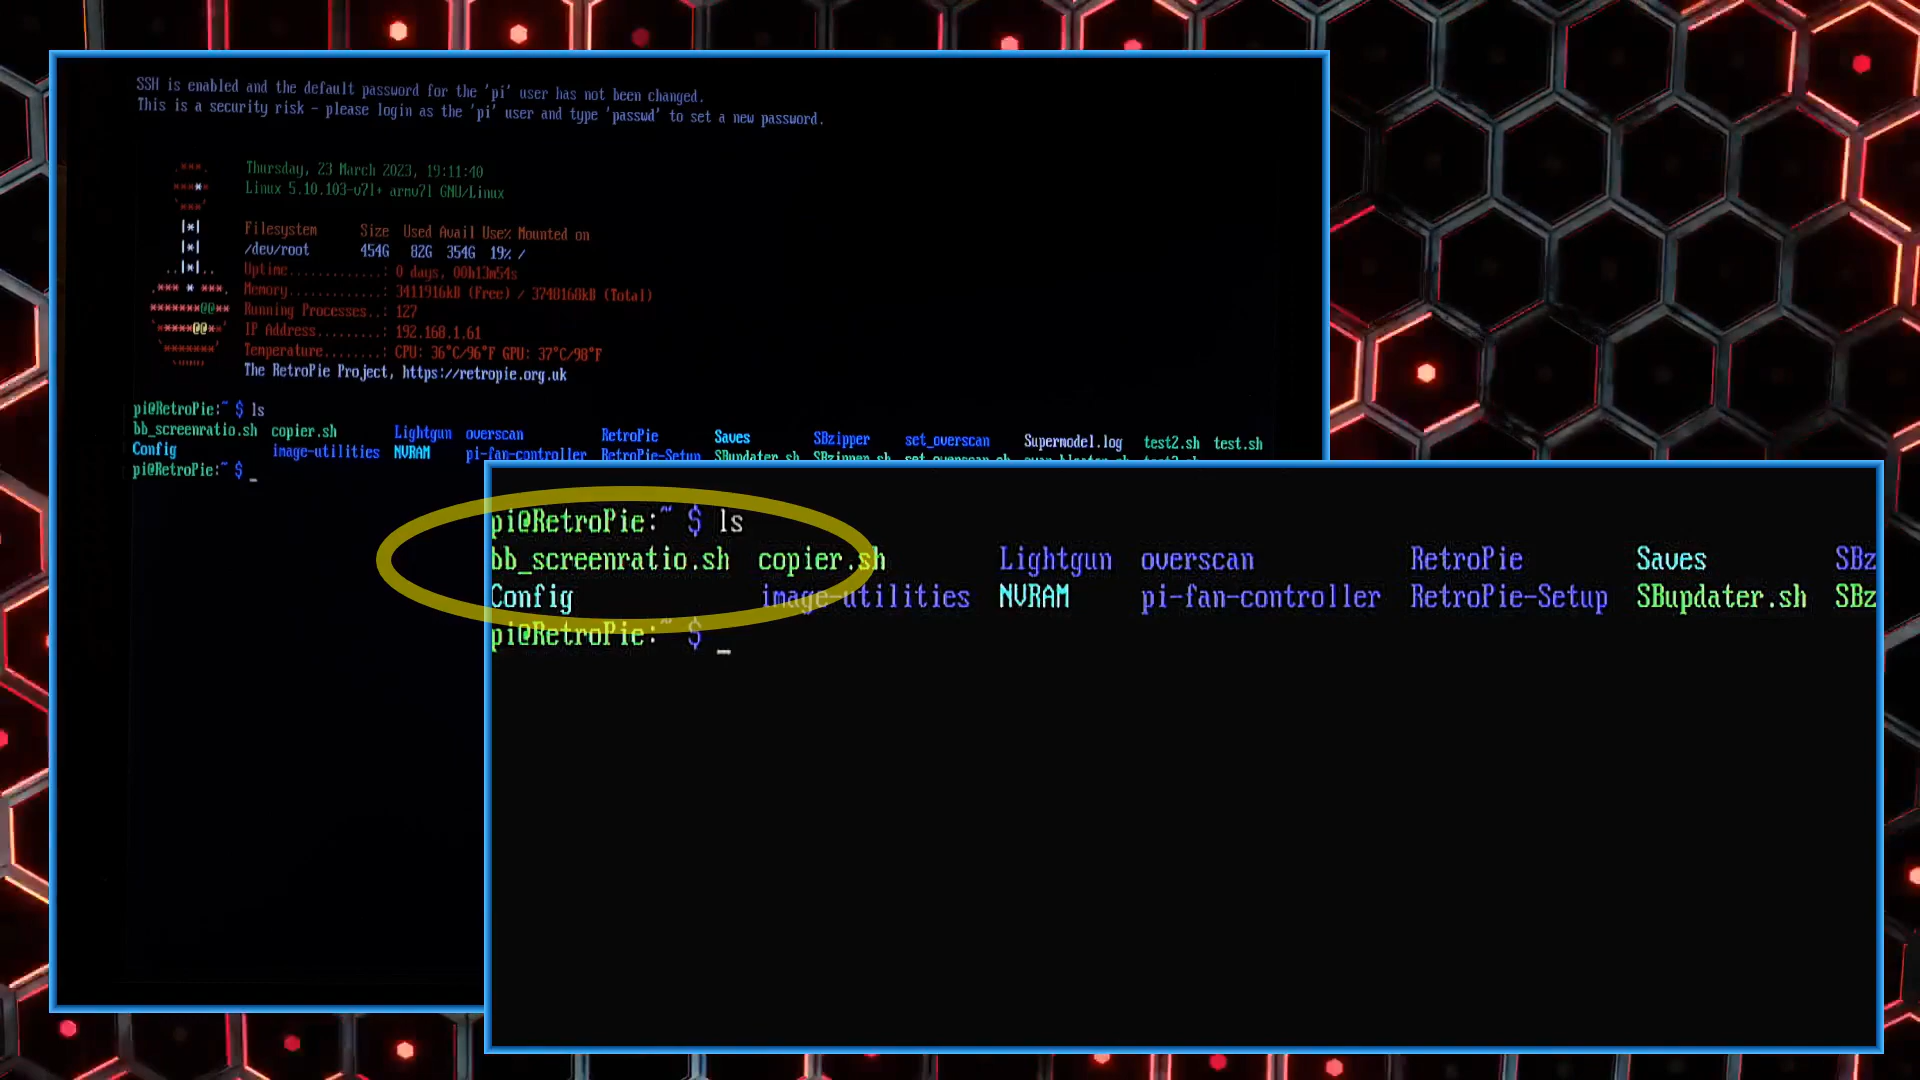 SSH is enabled and the default password for the 'pi' user has not been changed.
This is a security risk - please login as the 'pi' user and type 'passwd' to set a new password.
Thursday, 23 March 2023, 19:11:40
Linux 5.10.103-v7l+ armv7l GNU/Linux
Filesystem Size Used Avail Use% Mounted on
/dev/root 454G 82G 354G 19% /
Uptime.............: 0 days, 00h13m54s
Memory.............: 3411916kB (Free) / 3748168kB (Total)
Running Processes..: 127
IP Address.........: 192.168.1.61
Temperature........: CPU: 36°C/96°F GPU: 37°C/98°F
The RetroPie Project, https://retropie.org.uk
pi@RetroPie:~ $ ls
bb_screenratio.sh copier.sh Lightgun overscan RetroPie Saves SBzipper set_overscan Supermodel.log test2.sh test.sh
Config image-utilities NVRAM pi-fan-controller RetroPie-Setup SBupdater.sh SBzipper.sh set_overscan.sh
pi@RetroPie:~ $ _
pi@RetroPie:~ $ ls
bb_screenratio.sh copier.sh Lightgun overscan RetroPie Saves SBz
Config image-utilities NVRAM pi-fan-controller RetroPie-Setup SBupdater.sh SBz
pi@RetroPie:~ $ _